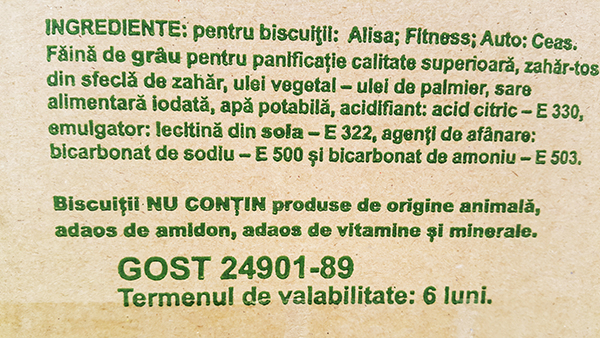 INGREDIENTE: pentru biscuiţii: Alisa; Fitness; Auto: Ceas.
Făină de grâu pentru panificaţie calitate superioară, zahăr-tos
din sfeclă de zahăr, ulei vegetal – ulei de palmier, sare
alimentară iodată, apă potabilă, acidifiant: acid citric – E 330,
emulgator: lecitină din soia – E 322, agenţi de afânare:
bicarbonat de sodiu – E 500 şi bicarbonat de amoniu – E 503.
Biscuiţii NU CONŢIN produse de origine animală,
adaos de amidon, adaos de vitamine şi minerale.
GOST 24901-89
Termenul de valabilitate: 6 luni.